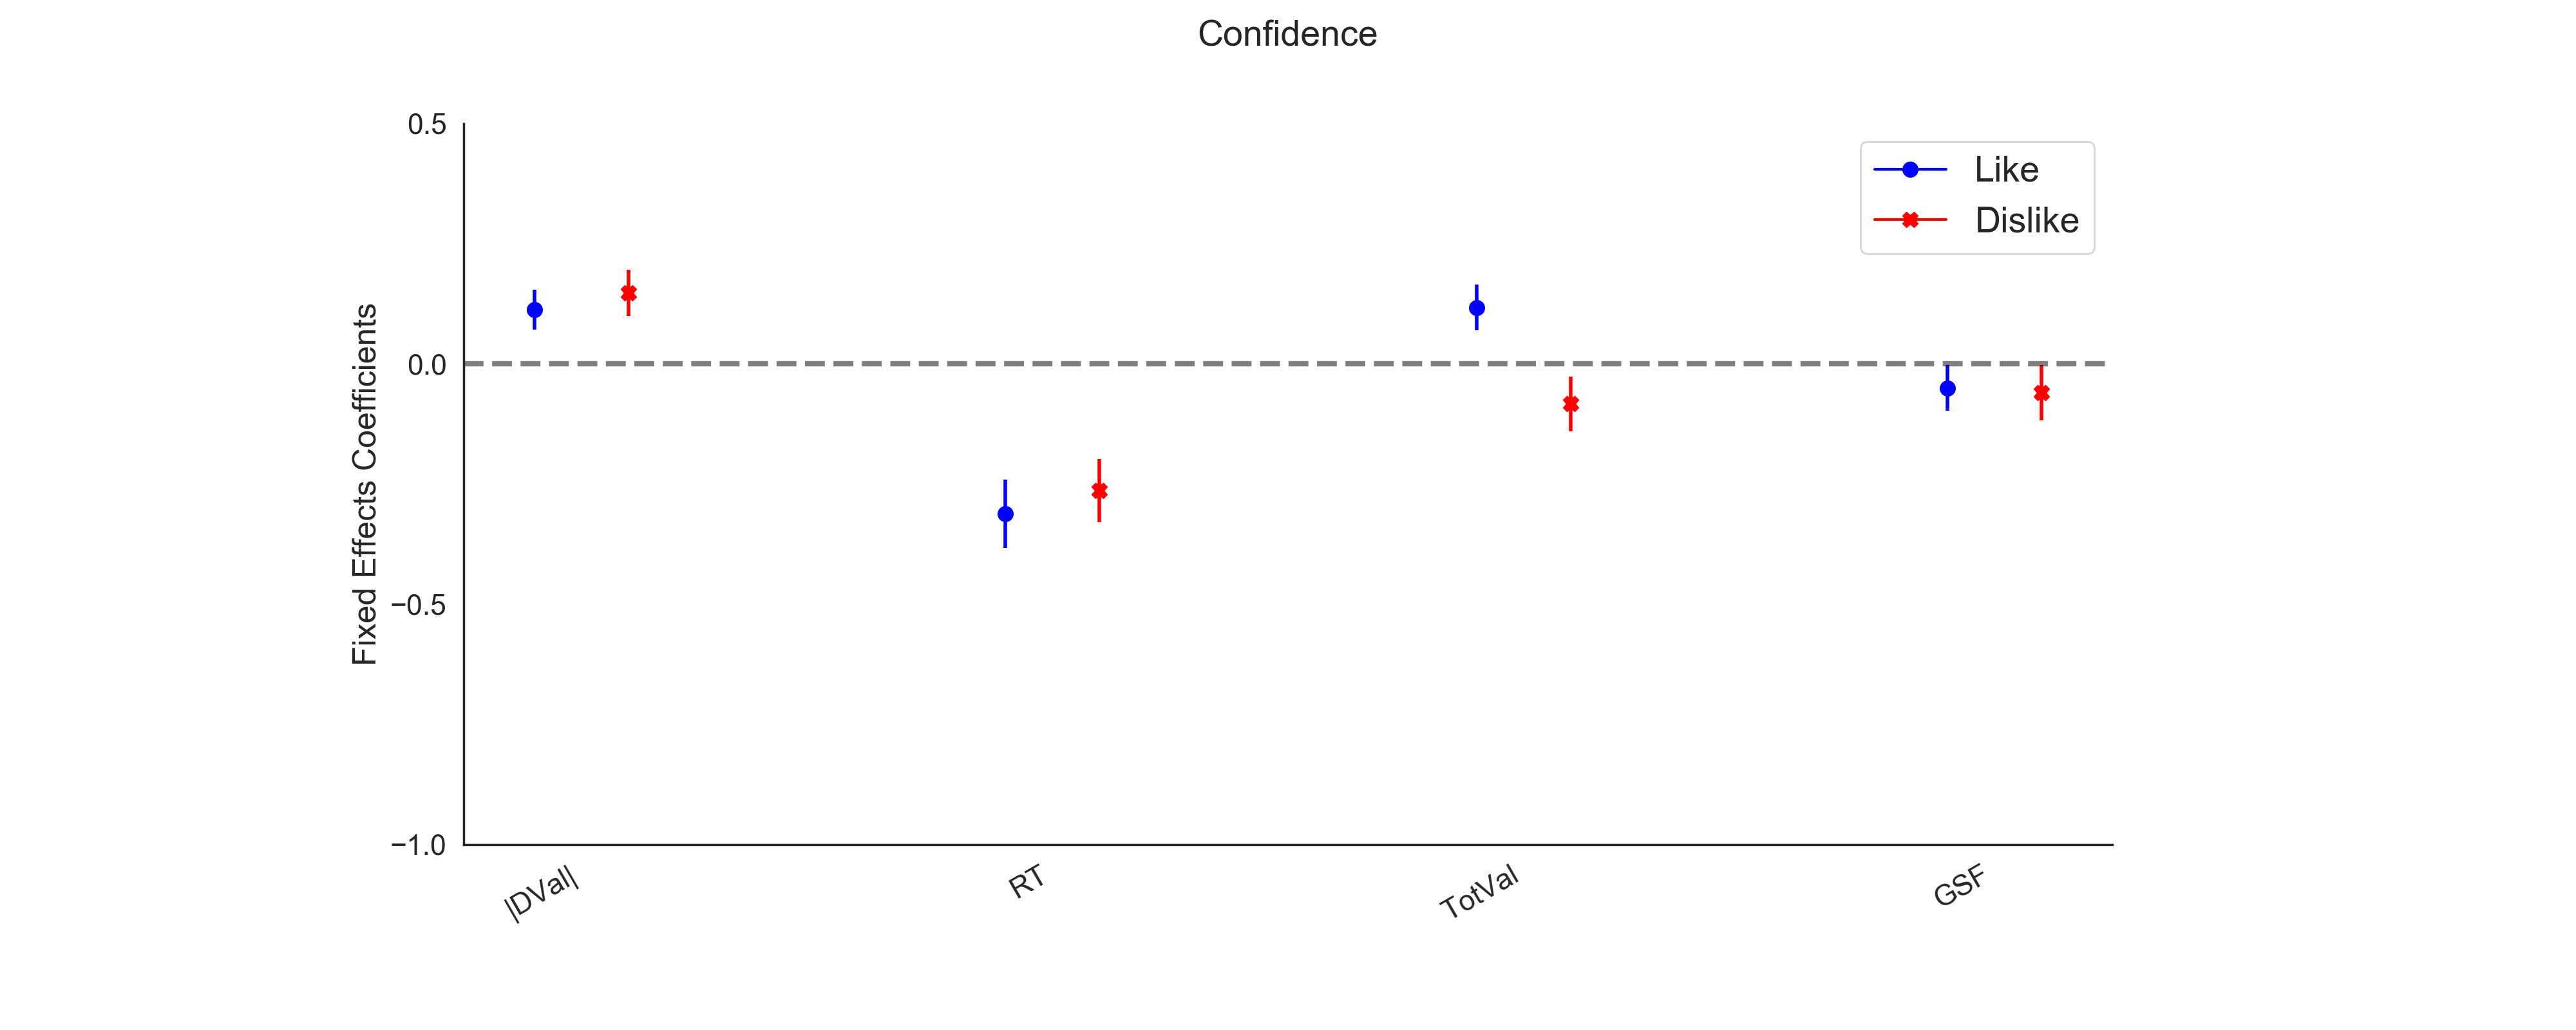 Confidence
0.5
0.0
−0.5
−1.0
Fixed Effects Coefficients
Like
Dislike
|DVal|
RT
TotVal
GSF